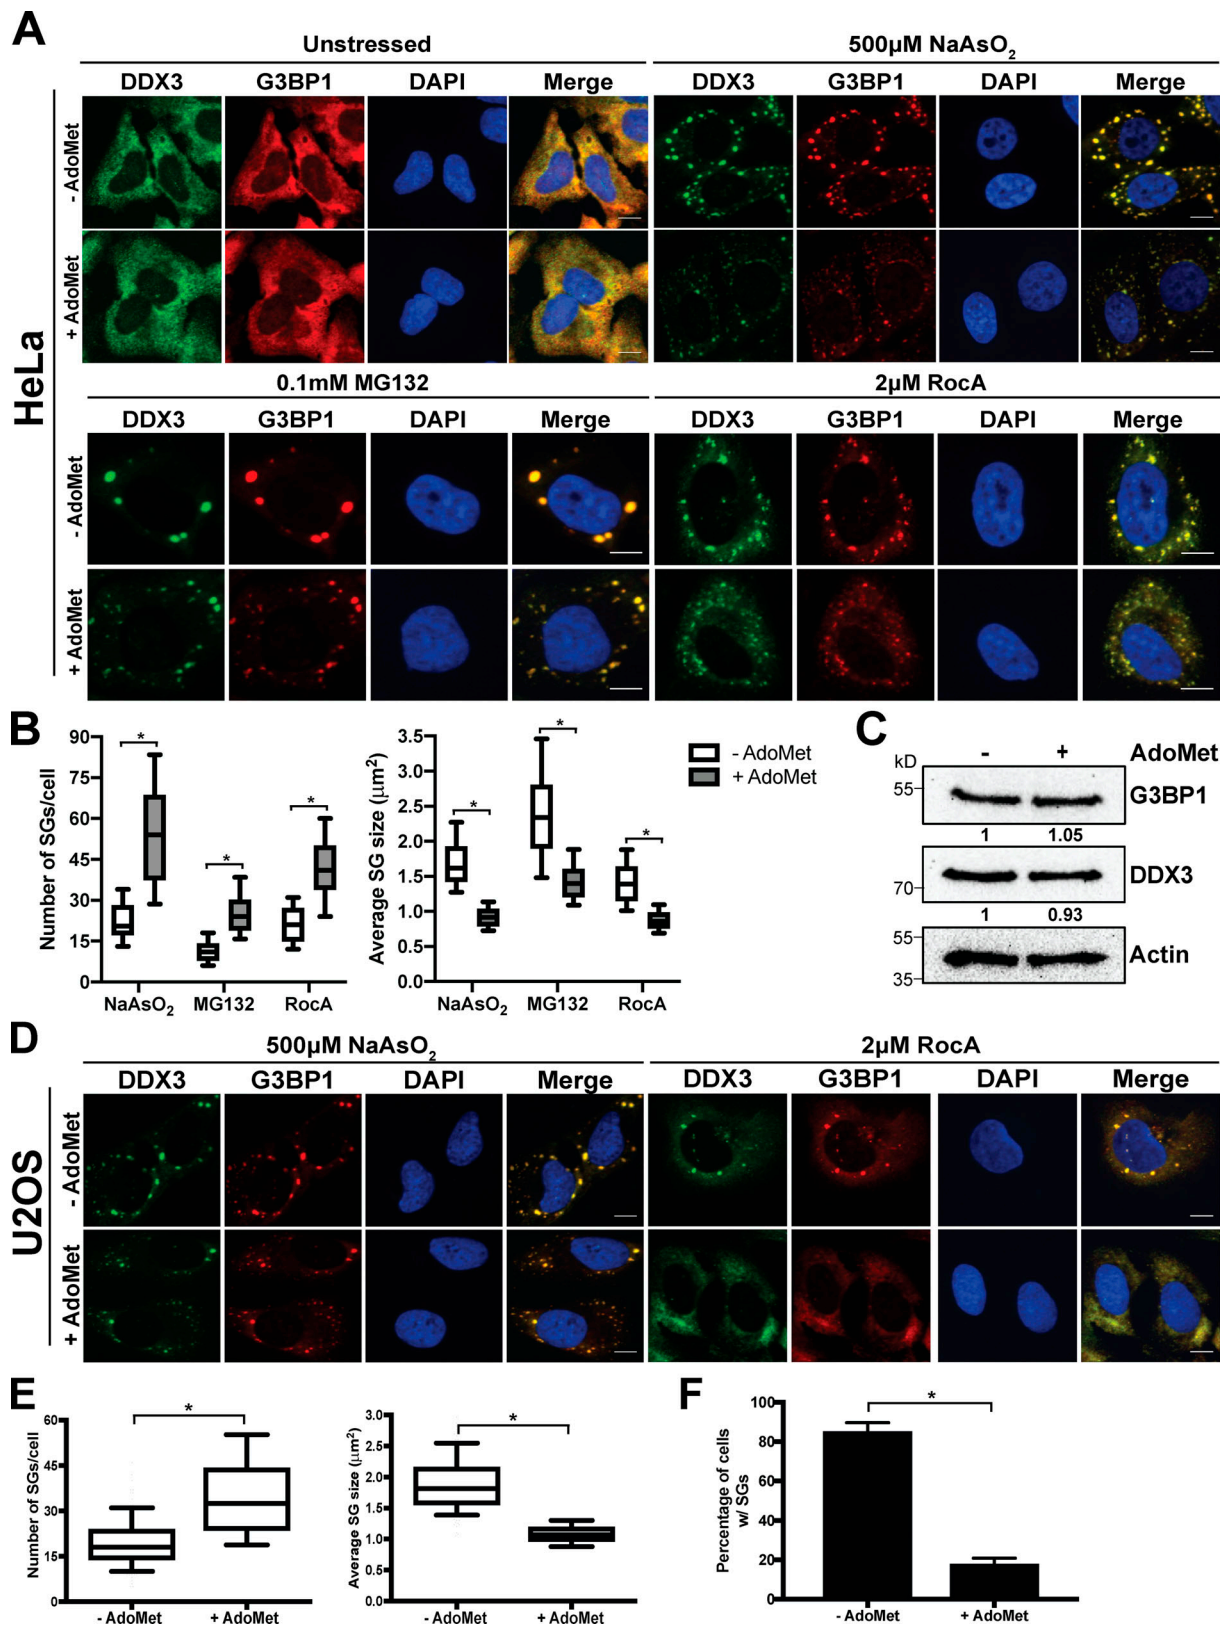 A
Unstressed
500µM NaAsO2
DDX3 G3BP1 DAPI Merge DDX3 G3BP1 DAPI Merge
- AdoMet
+ AdoMet
HeLa
0.1mM MG132
2µM RocA
DDX3 G3BP1 DAPI Merge DDX3 G3BP1 DAPI Merge
- AdoMet
+ AdoMet
B
Number of SGs/cell
90
75
60
45
30
15
0
* * *
NaAsO2 MG132 RocA
Average SG size (µm2)
3.5
3.0
2.5
2.0
1.5
1.0
0.5
0.0
* * *
NaAsO2 MG132 RocA
- AdoMet
+ AdoMet
C
kD - + AdoMet
55 G3BP1
1 1.05
70 DDX3
1 0.93
55
35 Actin
D
500µM NaAsO2
2µM RocA
DDX3 G3BP1 DAPI Merge DDX3 G3BP1 DAPI Merge
- AdoMet
+ AdoMet
U2OS
E
Number of SGs/cell
60
45
30
15
0
*
- AdoMet + AdoMet
Average SG size (µm2)
3.0
2.5
2.0
1.5
1.0
0.5
0.0
*
- AdoMet + AdoMet
F
Percentage of cells
w/ SGs
100
80
60
40
20
0
*
- AdoMet + AdoMet